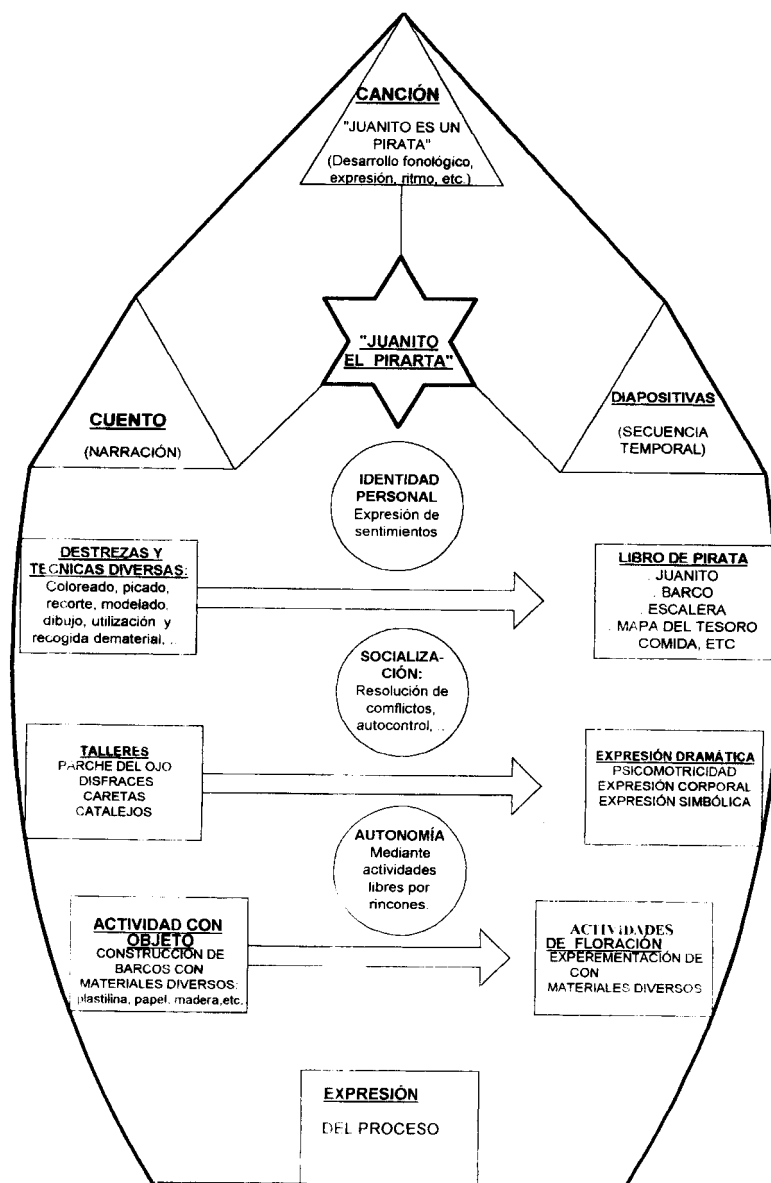 CANCIÓN
"JUANITO ES UN
PIRATA"
(Desarrollo fonológico,
expresión, ritmo, etc.)
"JUANITO
EL PIRARTA"
CUENTO
(NARRACIÓN)
DIAPOSITIVAS
(SECUENCIA
TEMPORAL)
IDENTIDAD
PERSONAL
Expresión de
sentimientos
DESTREZAS Y
TECNICAS DIVERSAS:
Coloreado, picado,
recorte, modelado,
dibujo, utilización y
recogida dematerial,...
LIBRO DE PIRATA
. JUANITO
. BARCO
. ESCALERA
. MAPA DEL TESORO
COMIDA, ETC
SOCIALIZA-
CIÓN:
Resolución de
comflictos,
autocontrol,...
TALLERES
PARCHE DEL OJO
DISFRACES
CARETAS
CATALEJOS
EXPRESIÓN DRAMÁTICA
PSICOMOTRICIDAD
EXPRESIÓN CORPORAL
EXPRESIÓN SIMBÓLICA
AUTONOMÍA
Mediante
actividades
libres por
rincones.
ACTIVIDAD CON
OBJETO
CONSTRUCCIÓN DE
BARCOS CON
MATERIALES DIVERSOS:
plastilina, papel, madera,etc.
ACTIVIDADES
DE FLORACIÓN
EXPEREMENTACIÓN DE
CON
MATERIALES DIVERSOS
EXPRESIÓN
DEL PROCESO